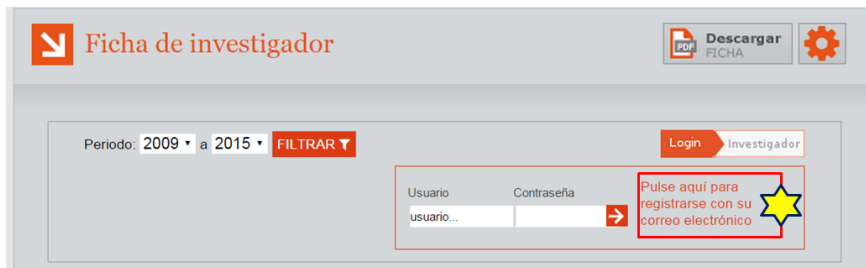 Ficha de investigador
PDF
Descargar
FICHA
Periodo: 2009 a 2015 FILTRAR
Login Investigador
Usuario Contraseña
usuario...
Pulse aquí para
registrarse con su
correo electrónico